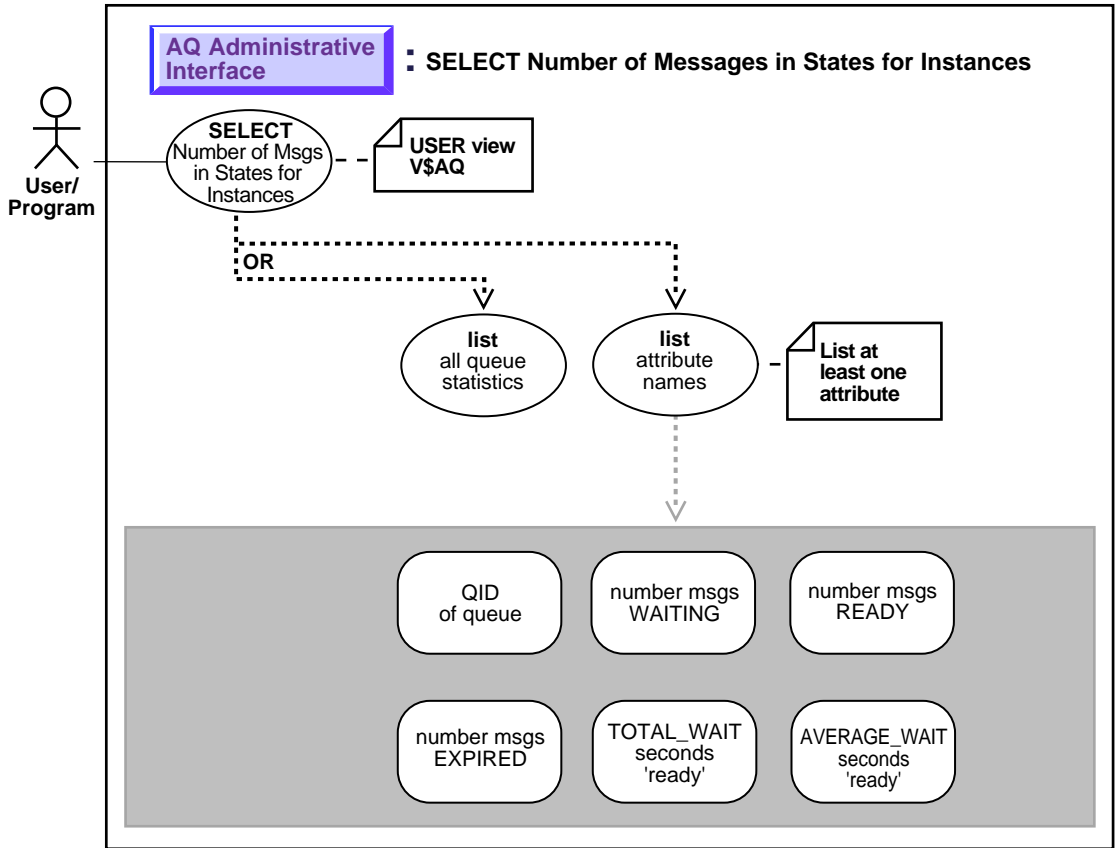 AQ Administrative
Interface
: SELECT Number of Messages in States for Instances
User/
Program
SELECT
Number of Msgs
in States for
Instances
USER view
V$AQ
OR
list
all queue
statistics
list
attribute
names
List at
least one
attribute
QID
of queue
number msgs
WAITING
number msgs
READY
number msgs
EXPIRED
TOTAL_WAIT
seconds
'ready'
AVERAGE_WAIT
seconds
'ready'